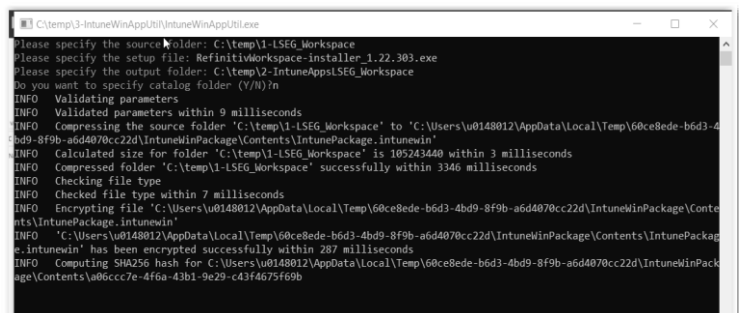 C:\temp\3-IntuneWinAppUtil\IntuneWinAppUtil.exe
Please specify the source folder: C:\temp\1-LSEG_Workspace
Please specify the setup file: RefinitivWorkspace-installer_1.22.303.exe
Please specify the output folder: C:\temp\2-IntuneAppsLSEG_Workspace
Do you want to specify catalog folder (Y/N)?n
INFO   Validating parameters
INFO   Validated parameters within 9 milliseconds
INFO   Compressing the source folder 'C:\temp\1-LSEG_Workspace' to 'C:\Users\u0148012\AppData\Local\Temp\60ce8ede-b6d3-4
bd9-8f9b-a6d4070cc22d\IntuneWinPackage\Contents\IntunePackage.intunewin'
INFO   Calculated size for folder 'C:\temp\1-LSEG_Workspace' is 105243440 within 3 milliseconds
INFO   Compressed folder 'C:\temp\1-LSEG_Workspace' successfully within 3346 milliseconds
INFO   Checking file type
INFO   Checked file type within 7 milliseconds
INFO   Encrypting file 'C:\Users\u0148012\AppData\Local\Temp\60ce8ede-b6d3-4bd9-8f9b-a6d4070cc22d\IntuneWinPackage\Conte
nts\IntunePackage.intunewin'
INFO   'C:\Users\u0148012\AppData\Local\Temp\60ce8ede-b6d3-4bd9-8f9b-a6d4070cc22d\IntuneWinPackage\Contents\IntunePackag
e.intunewin' has been encrypted successfully within 287 milliseconds
INFO   Computing SHA256 hash for C:\Users\u0148012\AppData\Local\Temp\60ce8ede-b6d3-4bd9-8f9b-a6d4070cc22d\IntuneWinPack
age\Contents\a06ccc7e-4f6a-43b1-9e29-c43f4675f69b